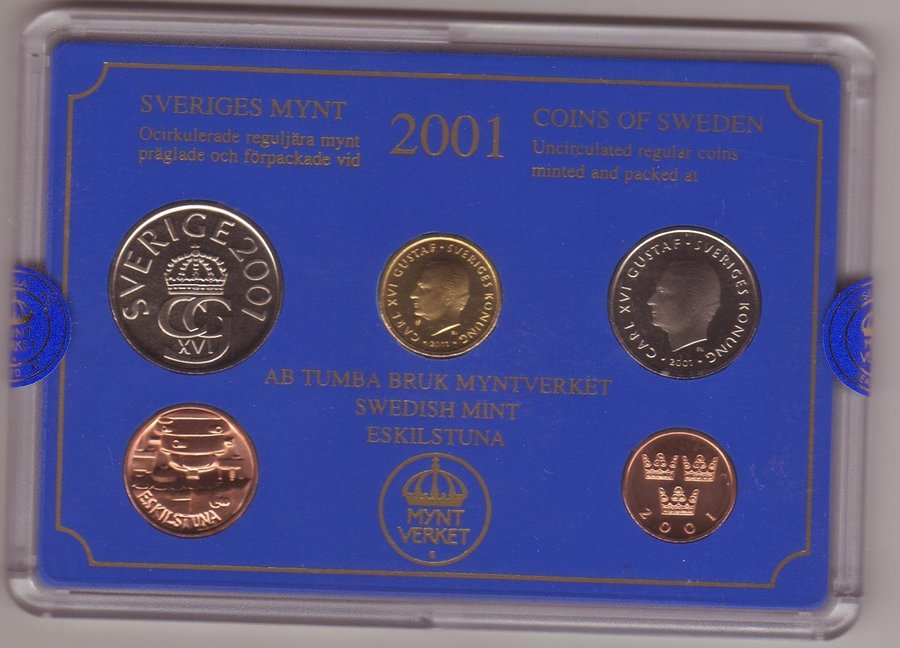 SVERIGES MYNT
Ocirkulerade reguljära mynt
präglade och förpackade vid
2001
COINS OF SWEDEN
Uncirculated regular coins
minted and packed at
SVERIGE 2001
XVI
CARL XVI GUSTAF · SVERIGES KONUNG
2001
CARL XVI GUSTAF · SVERIGES KONUNG
· 2001 ·
AB TUMBA BRUK MYNTVERKET
SWEDISH MINT
ESKILSTUNA
ESKILSTUNA
MYNT
VERKET
2001